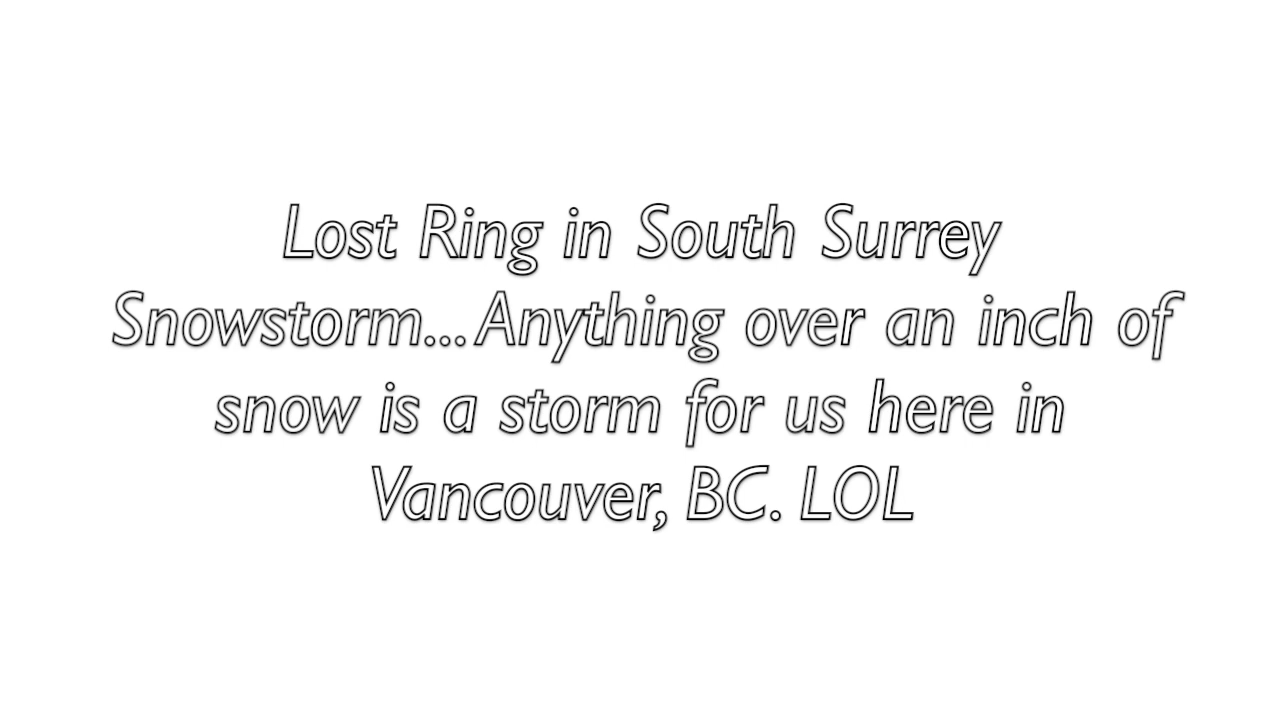 Lost Ring in South Surrey
Snowstorm... Anything over an inch of
snow is a storm for us here in
Vancouver, BC. LOL